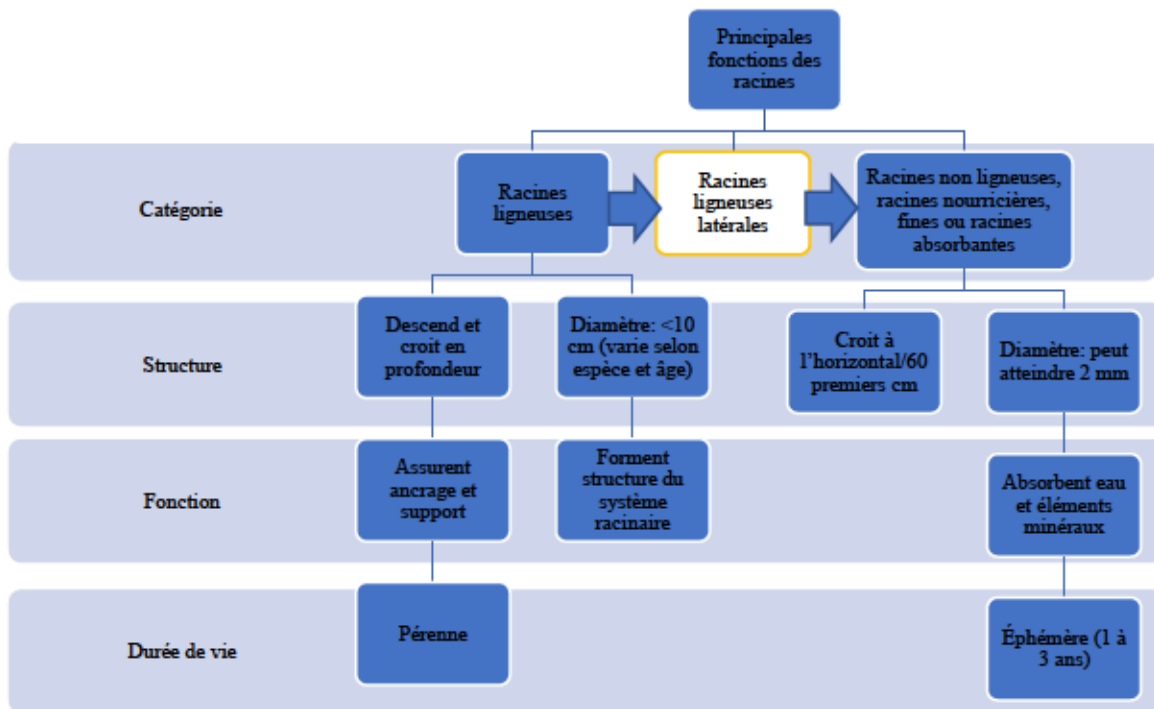 Principales
fonctions des
racines
Catégorie
Racines
ligneuses
Racines
ligneuses
latérales
Racines non ligneuses,
racines nourricières,
fines ou racines
absorbantes
Structure
Descend et
croit en
profondeur
Diamètre: <10
cm (varie selon
espèce et âge)
Croit à
l’horizontal/60
premiers cm
Diamètre: peut
atteindre 2 mm
Fonction
Assurent
ancrage et
support
Forment
structure du
système
racinaire
Absorbent eau
et éléments
minéraux
Durée de vie
Pérenne
Éphémère (1 à
3 ans)